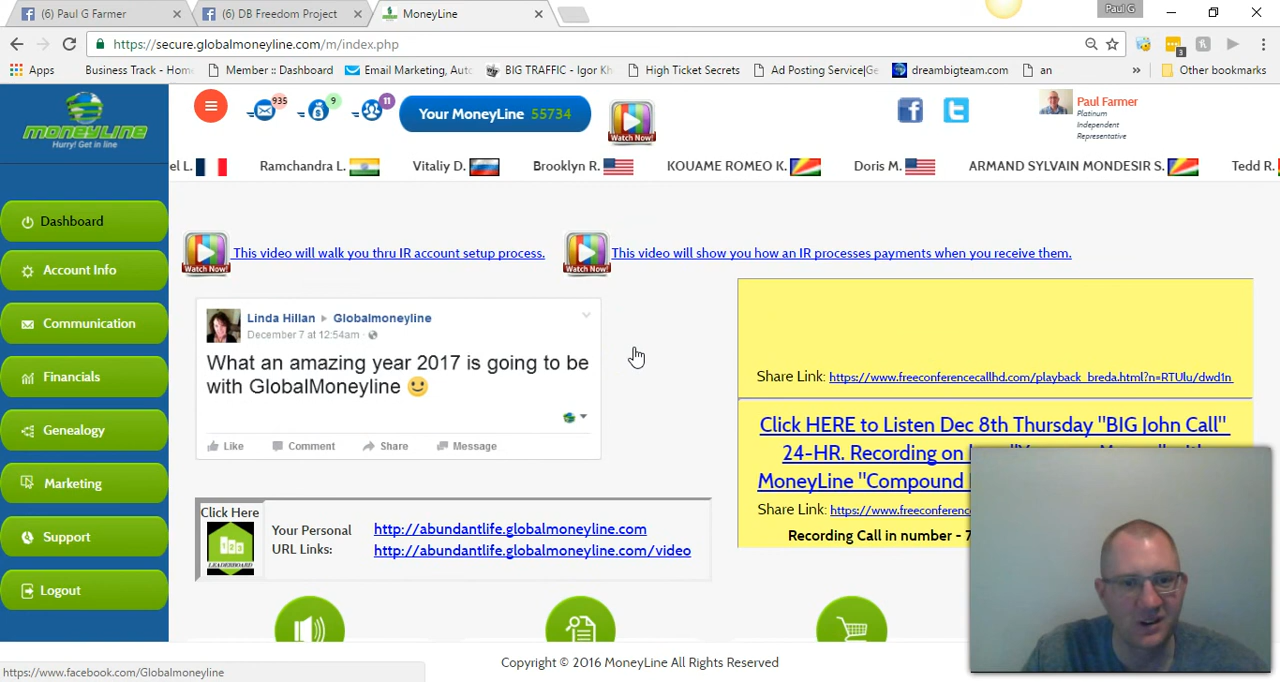 (6) Paul G Farmer
(6) DB Freedom Project
MoneyLine
Paul G
https://secure.globalmoneyline.com/m/index.php
3
Apps
Business Track - Home
Member :: Dashboard
Email Marketing, Auto
BIG TRAFFIC - Igor Kh
High Ticket Secrets
Ad Posting Service|Ge
dreambigteam.com
an
»
Other bookmarks
MONEYLINE
Hurry! Get in line
935
9
11
Your MoneyLine 55734
Watch Now!
Paul Farmer
Platinum
Independent
Representative
el L.
Ramchandra L.
Vitaliy D.
Brooklyn R.
KOUAME ROMEO K.
Doris M.
ARMAND SYLVAIN MONDESIR S.
Tedd R.
Dashboard
Account Info
Communication
Financials
Genealogy
Marketing
Support
Logout
Watch Now!
This video will walk you thru IR account setup process.
Watch Now!
This video will show you how an IR processes payments when you receive them.
Linda Hillan ▸ Globalmoneyline
December 7 at 12:54am
What an amazing year 2017 is going to be
with GlobalMoneyline
Like
Comment
Share
Message
Share Link: https://www.freeconferencecallhd.com/playback_breda.html?n=RTUlu/dwd1n
Click HERE to Listen Dec 8th Thursday "BIG John Call"
24-HR. Recording on
MoneyLine "Compound
Share Link: https://www.freeconference
Recording Call in number - 7
Click Here
LEADERBOARD
Your Personal
URL Links:
http://abundantlife.globalmoneyline.com
http://abundantlife.globalmoneyline.com/video
Copyright © 2016 MoneyLine All Rights Reserved
https://www.facebook.com/Globalmoneyline